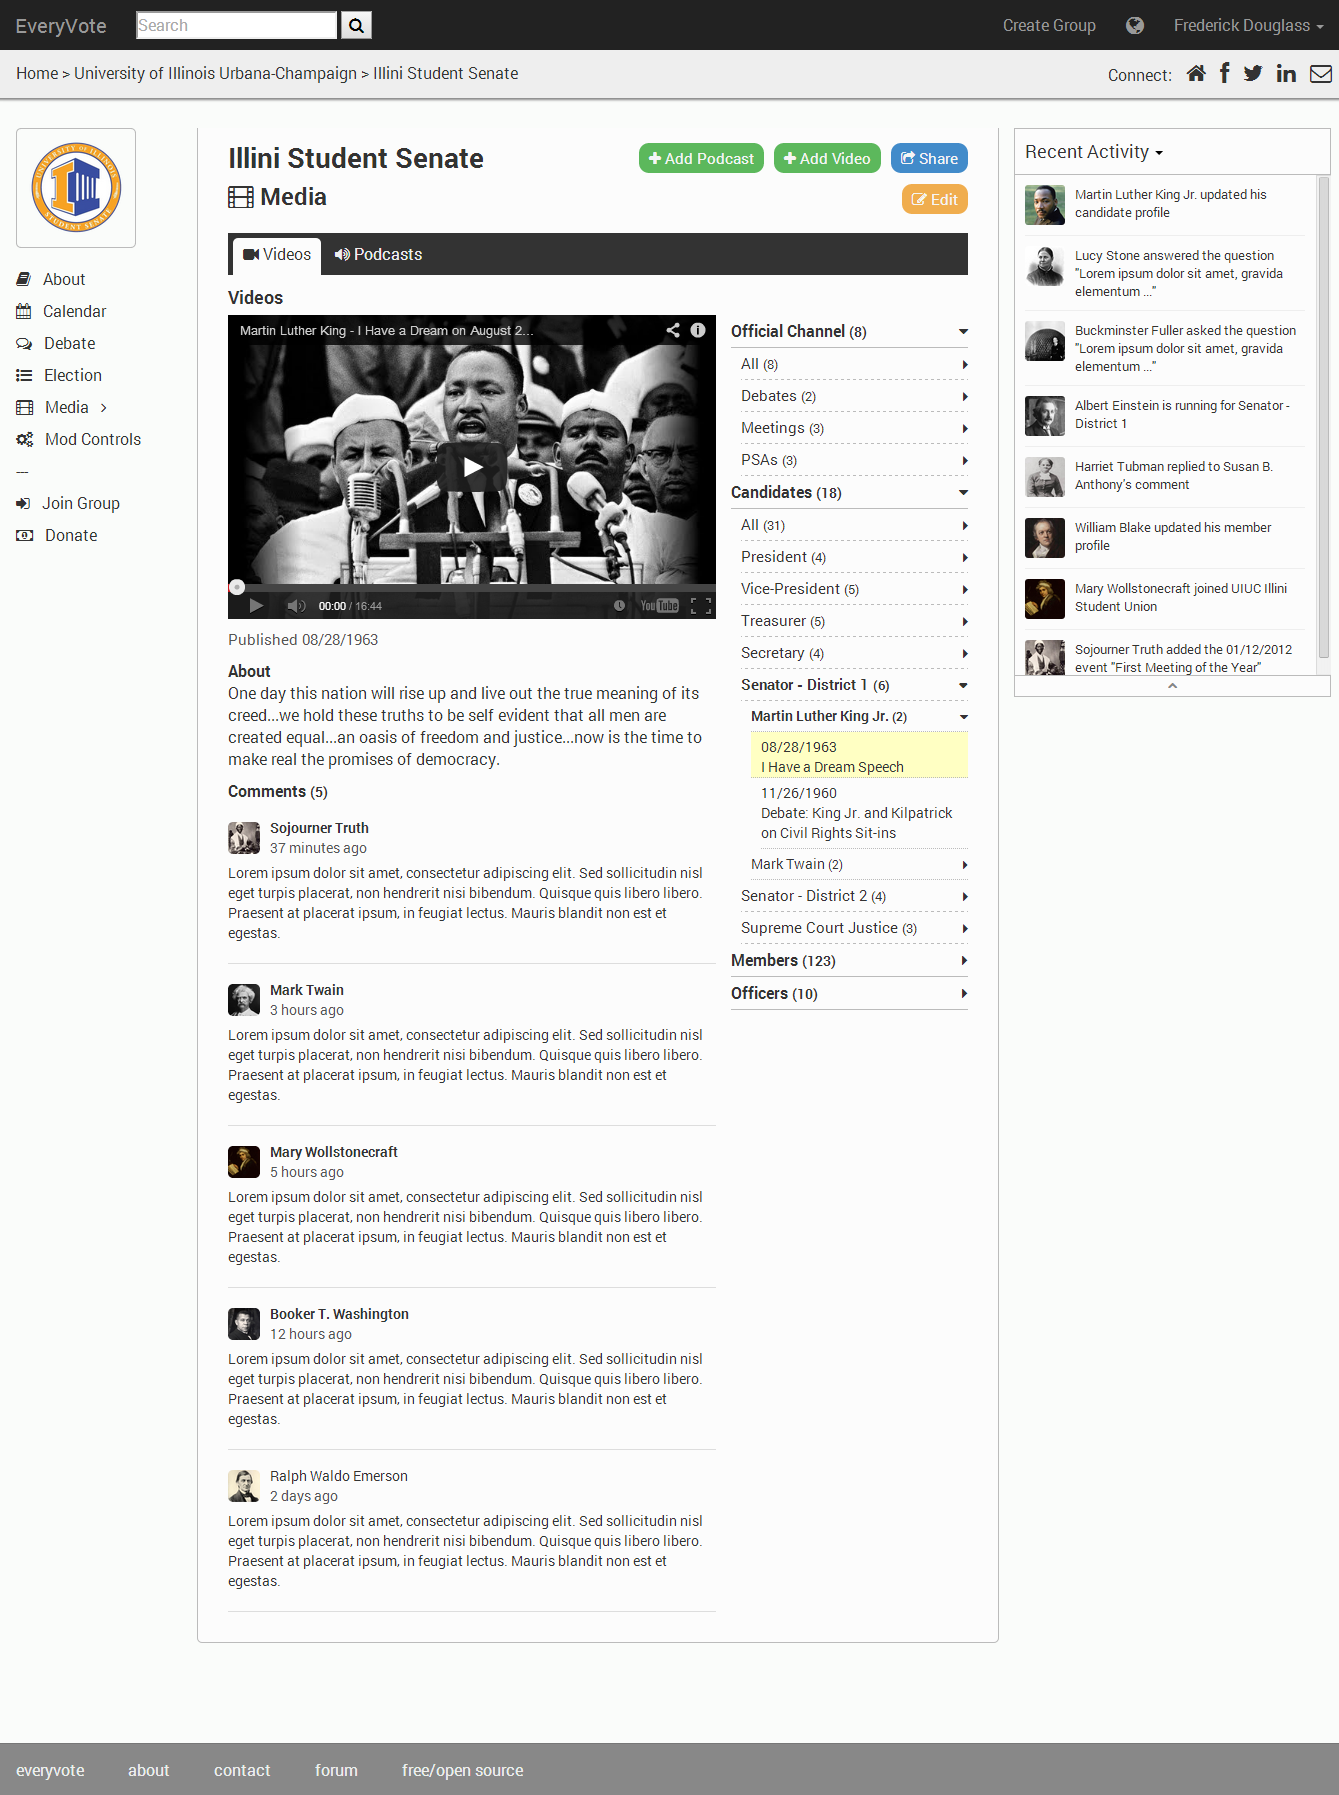 EveryVote
Search
Create Group
Frederick Douglass
Home > University of Illinois Urbana-Champaign > Illini Student Senate
Connect:
UNIVERSITY OF ILLINOIS
STUDENT SENATE
About
Calendar
Debate
Election
Media
Mod Controls
---
Join Group
Donate
Illini Student Senate
Add Podcast
Add Video
Share
Media
Edit
Videos
Podcasts
Videos
Martin Luther King - I Have a Dream on August 2...
00:00 / 16:44
YouTube
Published 08/28/1963
About
One day this nation will rise up and live out the true meaning of its
creed...we hold these truths to be self evident that all men are
created equal...an oasis of freedom and justice...now is the time to
make real the promises of democracy.
Comments (5)
Sojourner Truth
37 minutes ago
Lorem ipsum dolor sit amet, consectetur adipiscing elit. Sed sollicitudin nisl
eget turpis placerat, non hendrerit nisi bibendum. Quisque quis libero libero.
Praesent at placerat ipsum, in feugiat lectus. Mauris blandit non est et
egestas.
Mark Twain
3 hours ago
Lorem ipsum dolor sit amet, consectetur adipiscing elit. Sed sollicitudin nisl
eget turpis placerat, non hendrerit nisi bibendum. Quisque quis libero libero.
Praesent at placerat ipsum, in feugiat lectus. Mauris blandit non est et
egestas.
Mary Wollstonecraft
5 hours ago
Lorem ipsum dolor sit amet, consectetur adipiscing elit. Sed sollicitudin nisl
eget turpis placerat, non hendrerit nisi bibendum. Quisque quis libero libero.
Praesent at placerat ipsum, in feugiat lectus. Mauris blandit non est et
egestas.
Booker T. Washington
12 hours ago
Lorem ipsum dolor sit amet, consectetur adipiscing elit. Sed sollicitudin nisl
eget turpis placerat, non hendrerit nisi bibendum. Quisque quis libero libero.
Praesent at placerat ipsum, in feugiat lectus. Mauris blandit non est et
egestas.
Ralph Waldo Emerson
2 days ago
Lorem ipsum dolor sit amet, consectetur adipiscing elit. Sed sollicitudin nisl
eget turpis placerat, non hendrerit nisi bibendum. Quisque quis libero libero.
Praesent at placerat ipsum, in feugiat lectus. Mauris blandit non est et
egestas.
Official Channel (8)
All (8)
Debates (2)
Meetings (3)
PSAs (3)
Candidates (18)
All (31)
President (4)
Vice-President (5)
Treasurer (5)
Secretary (4)
Senator - District 1 (6)
Martin Luther King Jr. (2)
08/28/1963
I Have a Dream Speech
11/26/1960
Debate: King Jr. and Kilpatrick
on Civil Rights Sit-ins
Mark Twain (2)
Senator - District 2 (4)
Supreme Court Justice (3)
Members (123)
Officers (10)
Recent Activity
Martin Luther King Jr. updated his
candidate profile
Lucy Stone answered the question
"Lorem ipsum dolor sit amet, gravida
elementum ..."
Buckminster Fuller asked the question
"Lorem ipsum dolor sit amet, gravida
elementum ..."
Albert Einstein is running for Senator -
District 1
Harriet Tubman replied to Susan B.
Anthony's comment
William Blake updated his member
profile
Mary Wollstonecraft joined UIUC Illini
Student Union
Sojourner Truth added the 01/12/2012
event "First Meeting of the Year"
everyvote
about
contact
forum
free/open source